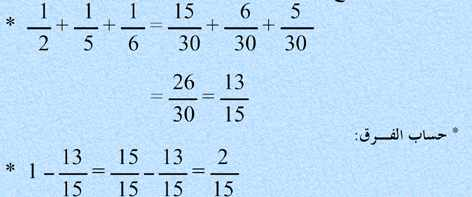 * 1/2 + 1/5 + 1/6 = 15/30 + 6/30 + 5/30
= 26/30 = 13/15
* حساب الفــرق:
* 1 - 13/15 = 15/15 - 13/15 = 2/15